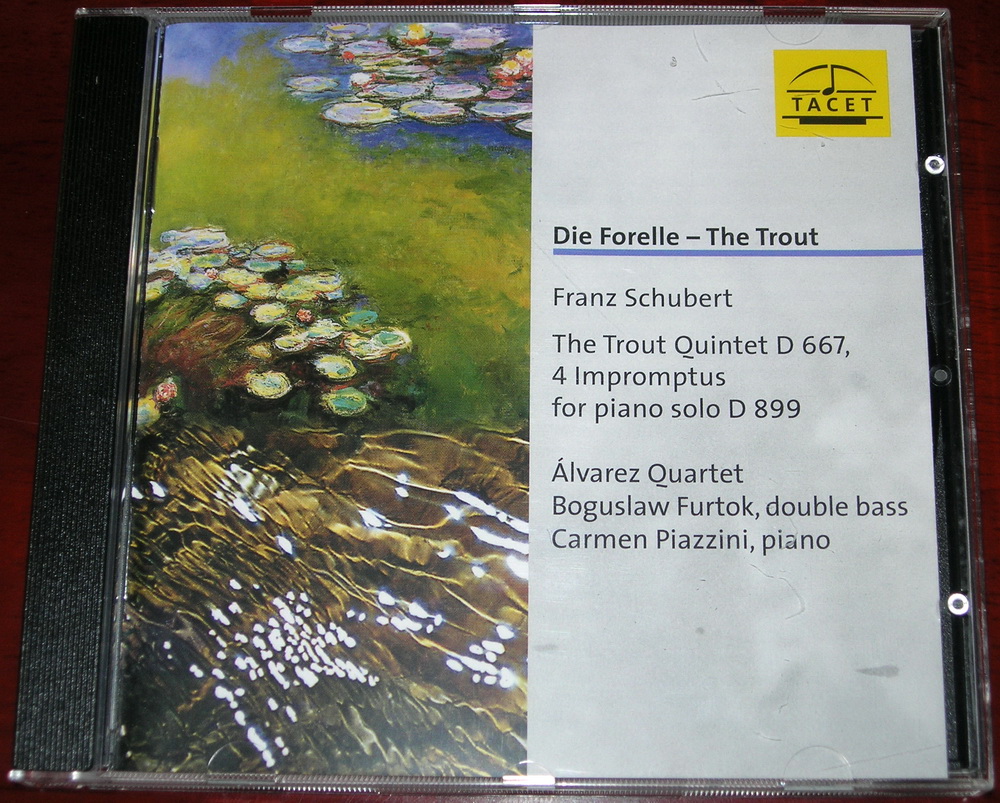 TACET
Die Forelle – The Trout
Franz Schubert
The Trout Quintet D 667,
4 Impromptus
for piano solo D 899
Álvarez Quartet
Boguslaw Furtok, double bass
Carmen Piazzini, piano